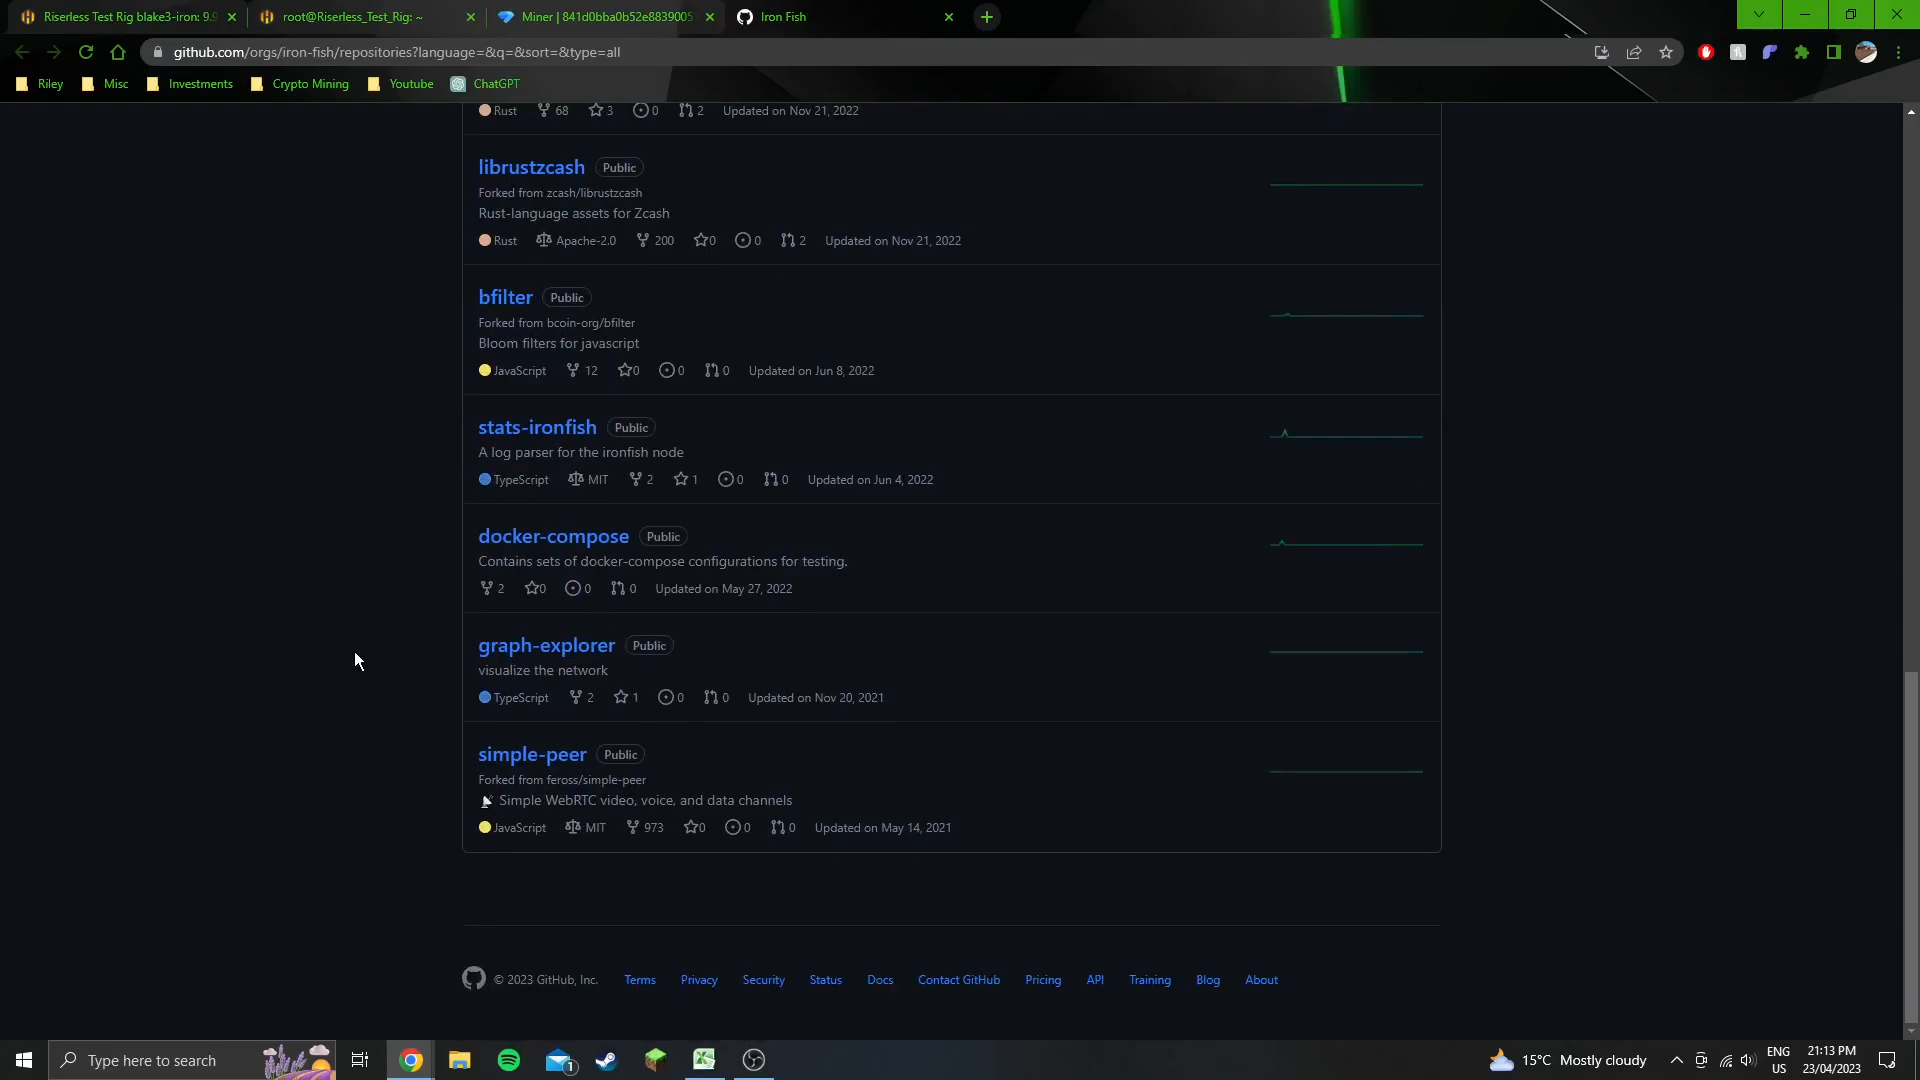 Riserless Test Rig blake3-iron: 9.9
root@Riserless_Test_Rig: ~
Miner | 841d0bba0b52e8839005
Iron Fish
github.com/orgs/iron-fish/repositories?language=&q=&sort=&type=all
Riley
Misc
Investments
Crypto Mining
Youtube
ChatGPT
Rust 68 3 0 2 Updated on Nov 21, 2022
librustzcash Public
Forked from zcash/librustzcash
Rust-language assets for Zcash
Rust Apache-2.0 200 0 0 2 Updated on Nov 21, 2022
bfilter Public
Forked from bcoin-org/bfilter
Bloom filters for javascript
JavaScript 12 0 0 0 Updated on Jun 8, 2022
stats-ironfish Public
A log parser for the ironfish node
TypeScript MIT 2 1 0 0 Updated on Jun 4, 2022
docker-compose Public
Contains sets of docker-compose configurations for testing.
2 0 0 0 Updated on May 27, 2022
graph-explorer Public
visualize the network
TypeScript 2 1 0 0 Updated on Nov 20, 2021
simple-peer Public
Forked from feross/simple-peer
Simple WebRTC video, voice, and data channels
JavaScript MIT 973 0 0 0 Updated on May 14, 2021
© 2023 GitHub, Inc. Terms Privacy Security Status Docs Contact GitHub Pricing API Training Blog About
Type here to search
1
15°C Mostly cloudy
ENG
US
21:13 PM
23/04/2023